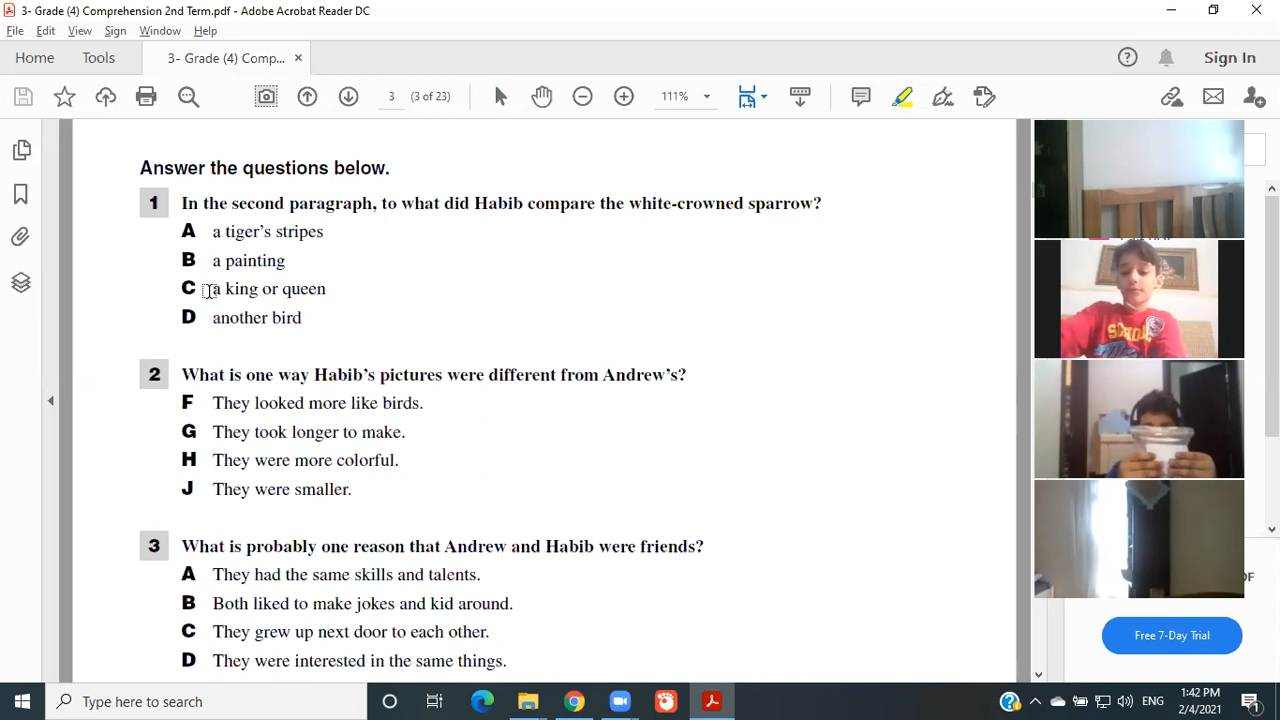 3- Grade (4) Comprehension 2nd Term.pdf - Adobe Acrobat Reader DC
File Edit View Sign Window Help
Home Tools 3- Grade (4) Comp... × Sign In
3 (3 of 23) 111%
Answer the questions below.
1 In the second paragraph, to what did Habib compare the white-crowned sparrow?
A a tiger's stripes
B a painting
C a king or queen
D another bird
2 What is one way Habib's pictures were different from Andrew's?
F They looked more like birds.
G They took longer to make.
H They were more colorful.
J They were smaller.
3 What is probably one reason that Andrew and Habib were friends?
A They had the same skills and talents.
B Both liked to make jokes and kid around.
C They grew up next door to each other.
D They were interested in the same things.
Free 7-Day Trial
Type here to search
ENG
1:42 PM
2/4/2021